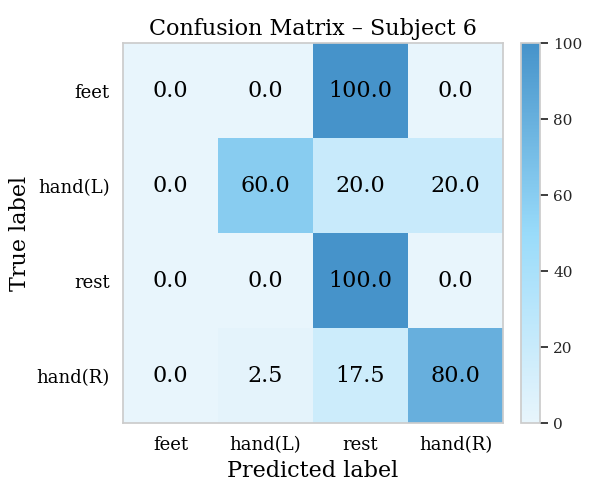 Confusion Matrix – Subject 6
True label
feet
0.0 0.0 100.0 0.0
hand(L)
0.0 60.0 20.0 20.0
rest
0.0 0.0 100.0 0.0
hand(R)
0.0 2.5 17.5 80.0
feet hand(L) rest hand(R)
Predicted label
100
80
60
40
20
0